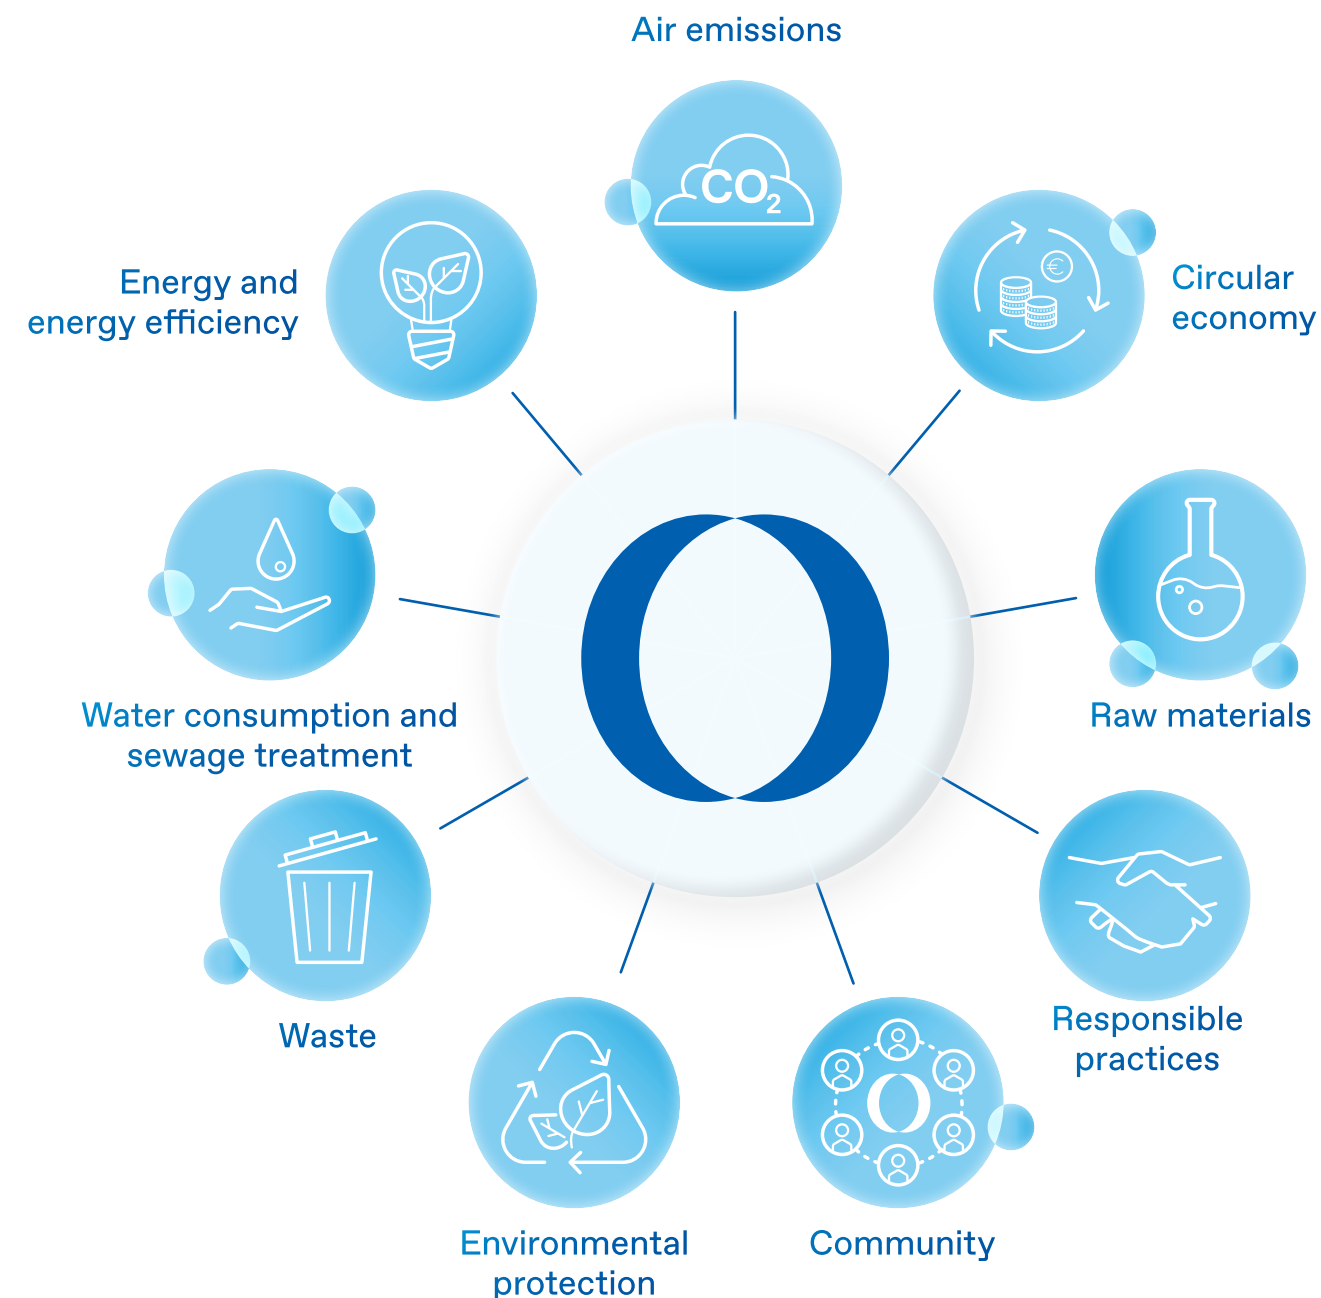 Air emissions
CO₂
Circular
economy
Energy and
energy efficiency
€
Raw materials
Water consumption and
sewage treatment
Responsible
practices
Waste
Community
Environmental
protection